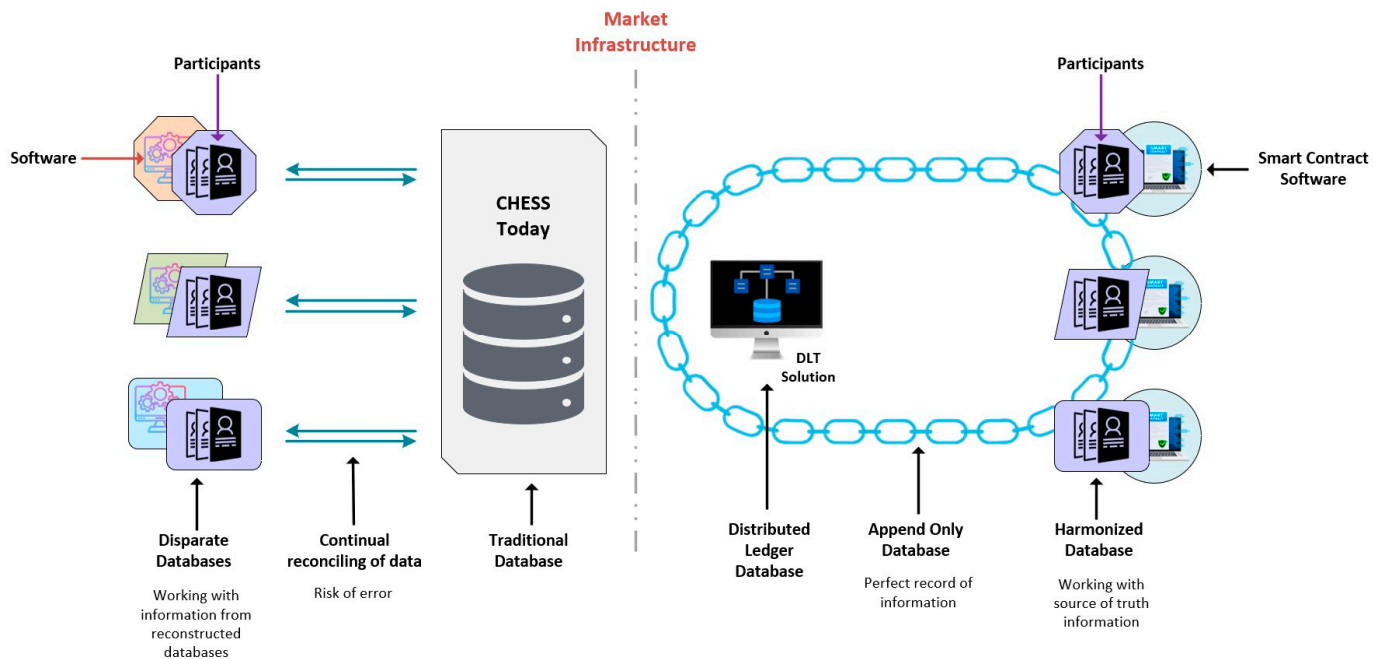 Market
Infrastructure
Participants
Software
CHESS
Today
Disparate
Databases
Working with
information from
reconstructed
databases
Continual
reconciling of data
Risk of error
Traditional
Database
Participants
SMART
CONTRACT
Smart Contract
Software
DLT
Solution
Distributed
Ledger
Database
Append Only
Database
Perfect record of
information
Harmonized
Database
Working with
source of truth
information